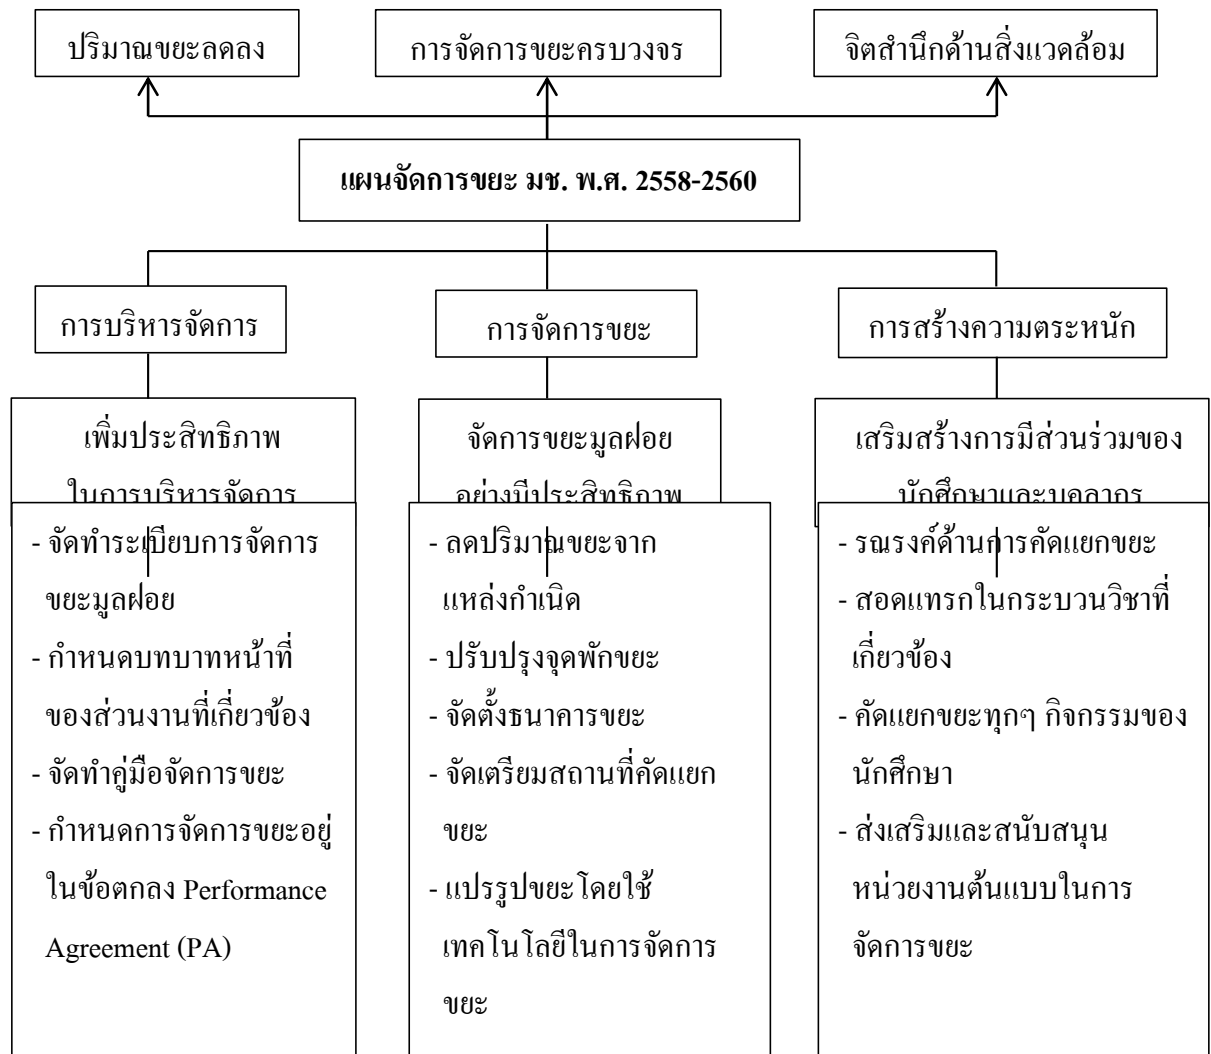 ปริมาณขยะลดลง
การจัดการขยะครบวงจร
จิตสำนึกด้านสิ่งแวดล้อม
แผนจัดการขยะ มช. พ.ศ. 2558-2560
การบริหารจัดการ
การจัดการขยะ
การสร้างความตระหนัก
เพิ่มประสิทธิภาพ
ในการบริหารจัดการ
จัดการขยะมูลฝอย
อย่างมีประสิทธิภาพ
เสริมสร้างการมีส่วนร่วมของ
นักศึกษาและบุคลากร
- จัดทำระเบียบการจัดการ
ขยะมูลฝอย
- กำหนดบทบาทหน้าที่
ของส่วนงานที่เกี่ยวข้อง
- จัดทำคู่มือจัดการขยะ
- กำหนดการจัดการขยะอยู่
ในข้อตกลง Performance
Agreement (PA)
- ลดปริมาณขยะจาก
แหล่งกำเนิด
- ปรับปรุงจุดพักขยะ
- จัดตั้งธนาคารขยะ
- จัดเตรียมสถานที่คัดแยก
ขยะ
- แปรรูปขยะโดยใช้
เทคโนโลยีในการจัดการ
ขยะ
- รณรงค์ด้านการคัดแยกขยะ
- สอดแทรกในกระบวนวิชาที่
เกี่ยวข้อง
- คัดแยกขยะทุกๆ กิจกรรมของ
นักศึกษา
- ส่งเสริมและสนับสนุน
หน่วยงานต้นแบบในการ
จัดการขยะ